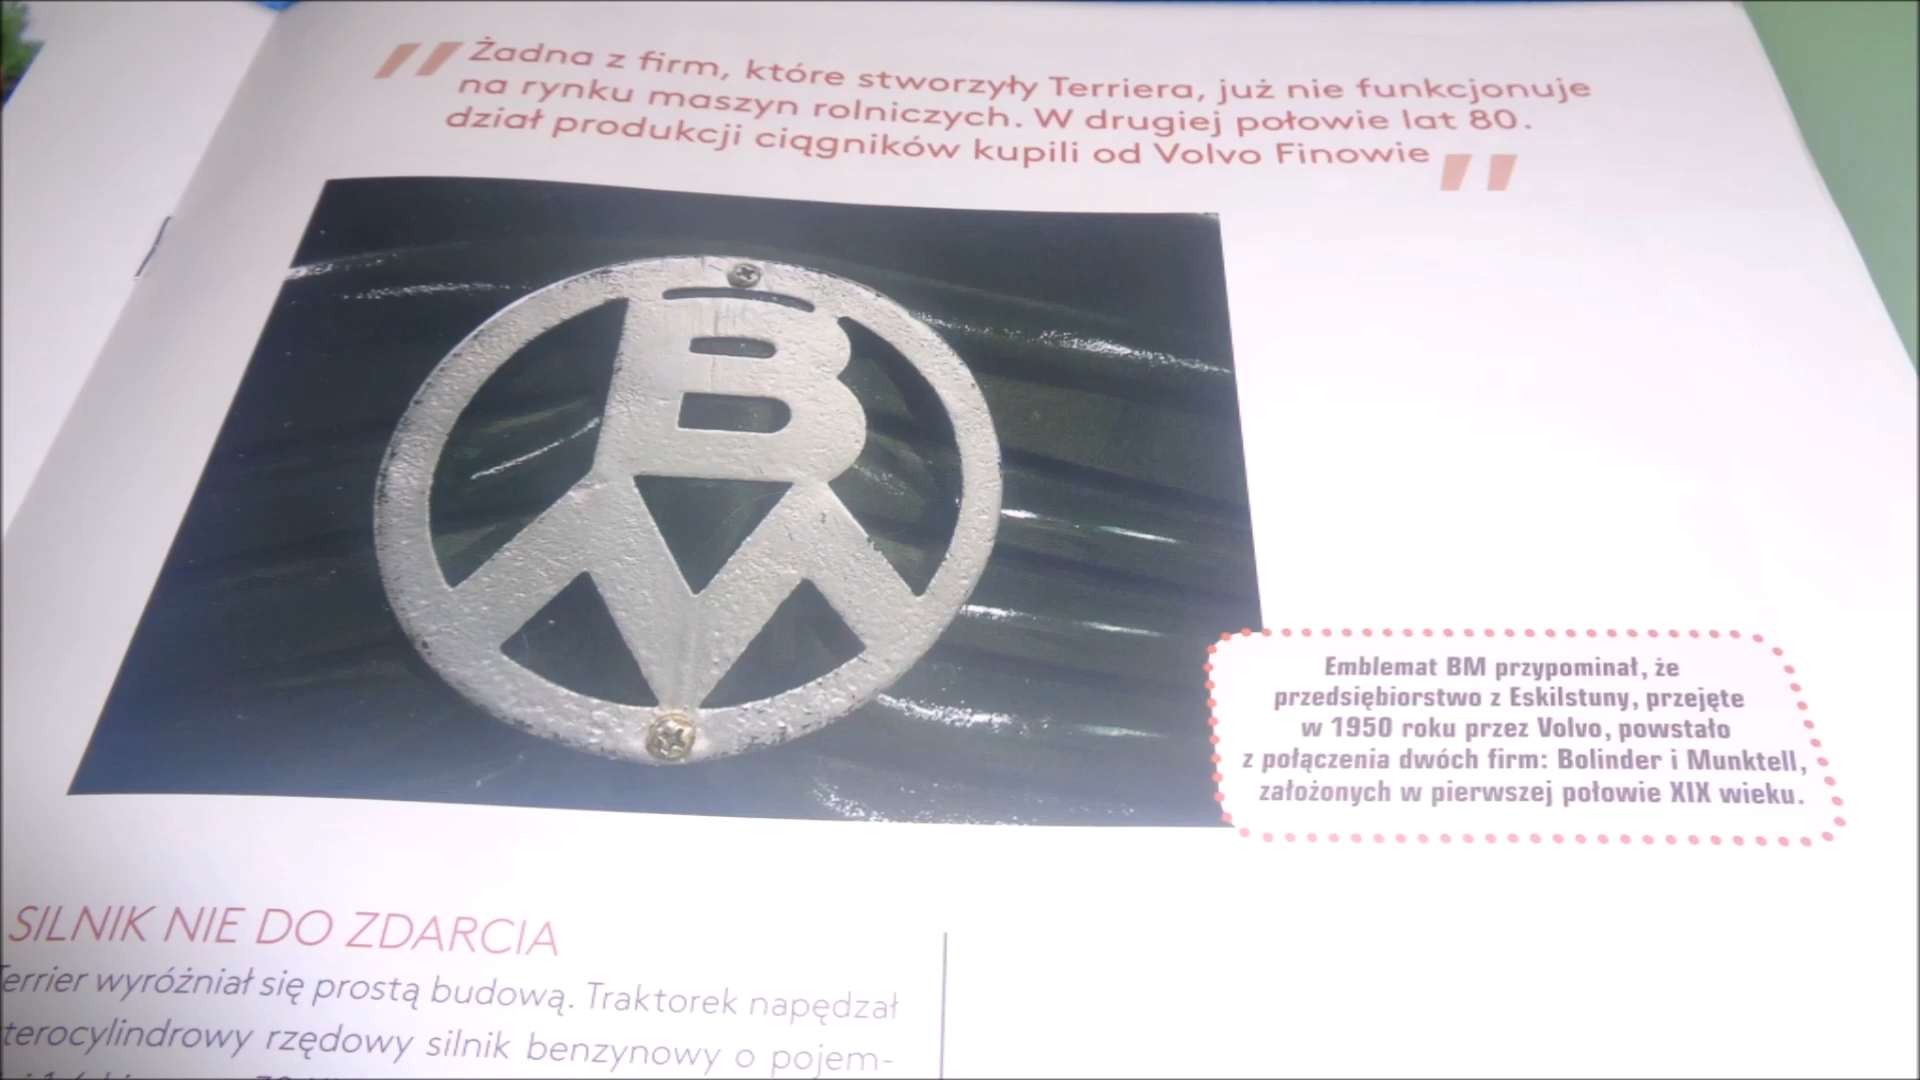 Żadna z firm, które stworzyły Terriera, już nie funkcjonuje
na rynku maszyn rolniczych. W drugiej połowie lat 80.
dział produkcji ciągników kupili od Volvo Finowie
BM
Emblemat BM przypominał, że
przedsiębiorstwo z Eskilstuny, przejęte
w 1950 roku przez Volvo, powstało
z połączenia dwóch firm: Bolinder i Munktell,
założonych w pierwszej połowie XIX wieku.
SILNIK NIE DO ZDARCIA
Terrier wyróżniał się prostą budową. Traktorek napędzał
terocylindrowy rzędowy silnik benzynowy o pojem-